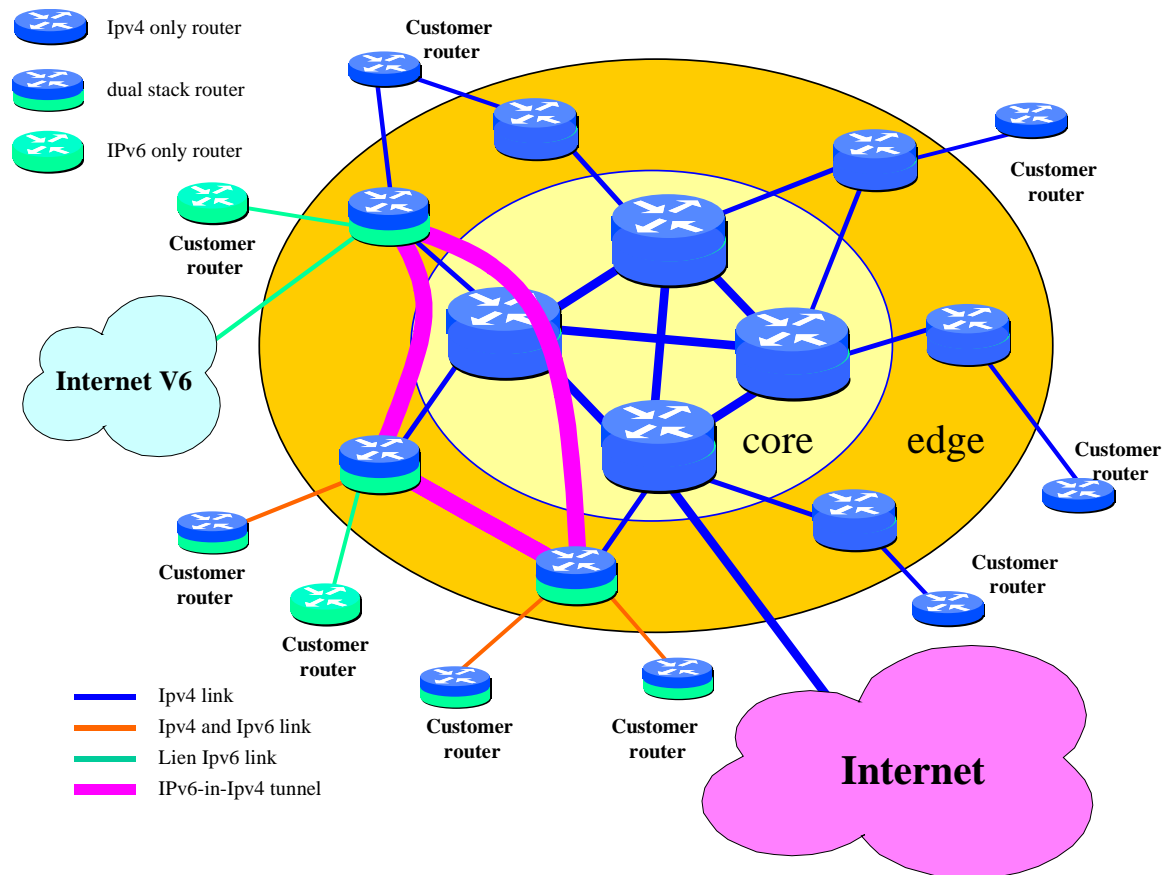 Ipv4 only router
dual stack router
IPv6 only router
Customer
router
Customer
router
Customer
router
Internet V6
core
edge
Customer
router
Customer
router
Customer
router
Customer
router
Customer
router
Customer
router
Ipv4 link
Ipv4 and Ipv6 link
Lien Ipv6 link
IPv6-in-Ipv4 tunnel
Internet